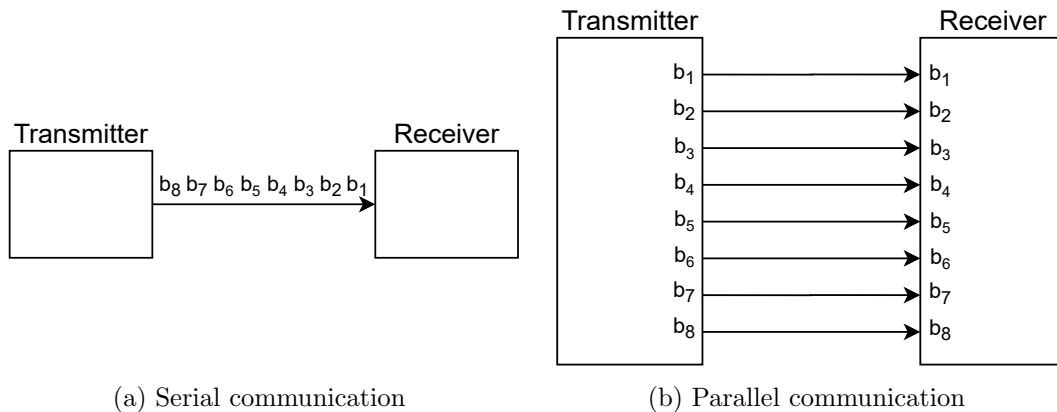 Transmitter Receiver
b8 b7 b6 b5 b4 b3 b2 b1
(a) Serial communication
Transmitter Receiver
b1 b1
b2 b2
b3 b3
b4 b4
b5 b5
b6 b6
b7 b7
b8 b8
(b) Parallel communication